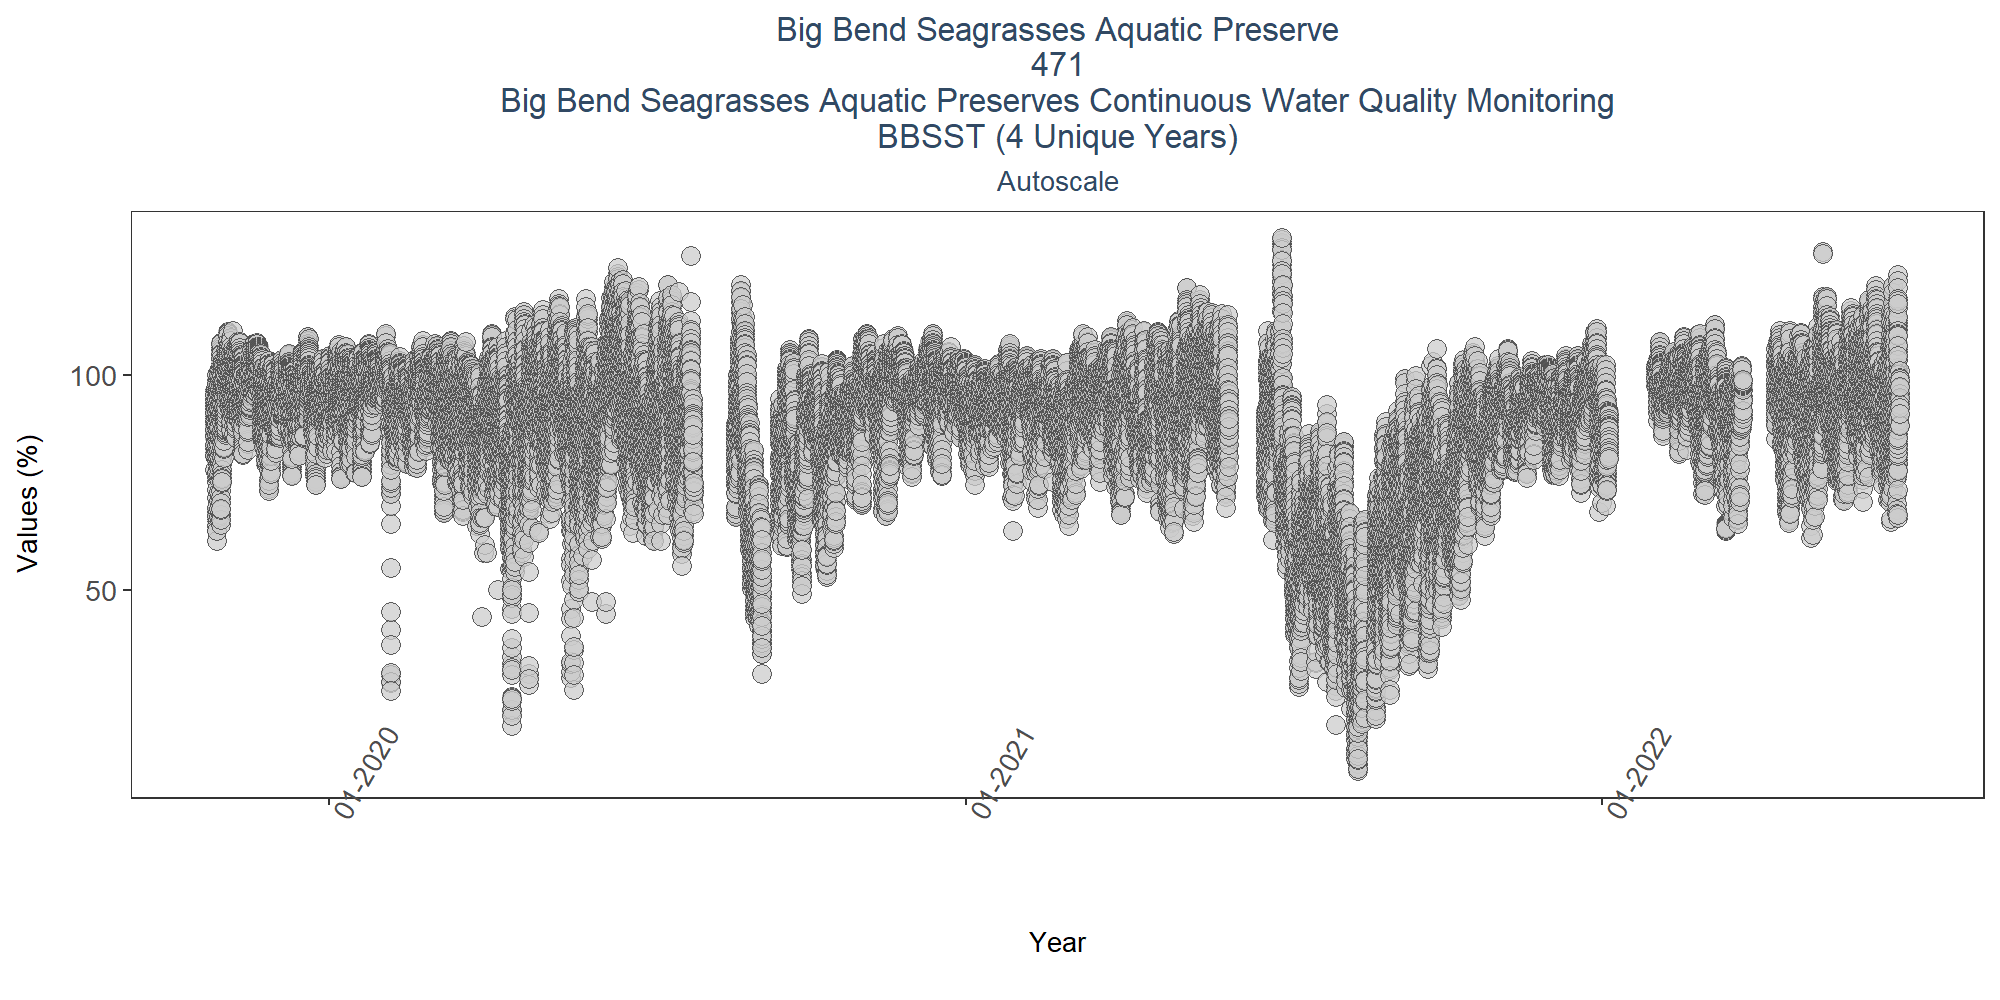 Big Bend Seagrasses Aquatic Preserve
471
Big Bend Seagrasses Aquatic Preserves Continuous Water Quality Monitoring
BBSST (4 Unique Years)
Autoscale
Values (%)
100
50
01-2020
01-2021
01-2022
Year